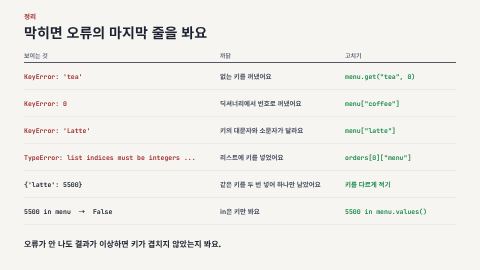 정리
막히면 오류의 마지막 줄을 봐요
보이는 것 까닭 고치기
KeyError: 'tea' 없는 키를 꺼냈어요 menu.get("tea", 0)
KeyError: 0 딕셔너리에서 번호로 꺼냈어요 menu["coffee"]
KeyError: 'Latte' 키의 대문자와 소문자가 달라요 menu["latte"]
TypeError: list indices must be integers ... 리스트에 키를 넣었어요 orders[0]["menu"]
{'latte': 5500} 같은 키를 두 번 넣어 하나만 남았어요 키를 다르게 적기
5500 in menu → False in은 키만 봐요 5500 in menu.values()
오류가 안 나도 결과가 이상하면 키가 겹치지 않았는지 봐요.